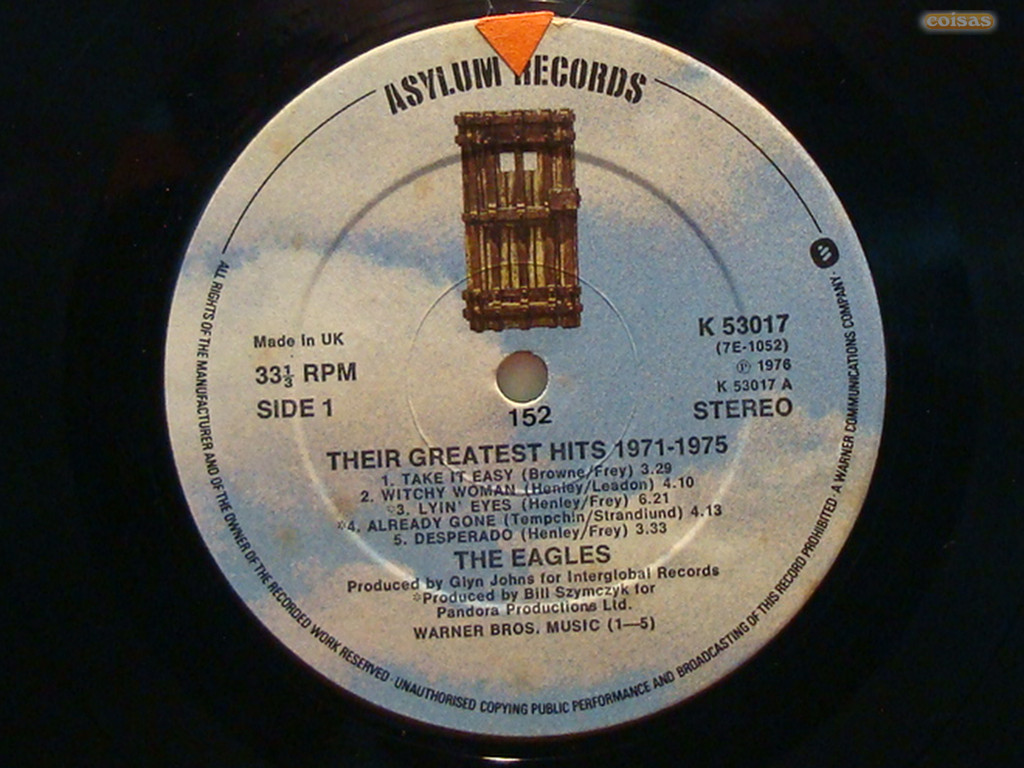 coisas
ASYLUM RECORDS
Made in UK
33⅓ RPM
SIDE 1
K 53017
(7E-1052)
Ⓟ 1976
K 53017 A
STEREO
152
THEIR GREATEST HITS 1971-1975
1. TAKE IT EASY (Browne/Frey) 3.29
2. WITCHY WOMAN (Henley/Leadon) 4.10
*3. LYIN' EYES (Henley/Frey) 6.21
*4. ALREADY GONE (Tempchin/Strandlund) 4.13
5. DESPERADO (Henley/Frey) 3.33
THE EAGLES
Produced by Glyn Johns for Interglobal Records
*Produced by Bill Szymczyk for
Pandora Productions Ltd.
WARNER BROS. MUSIC (1—5)
ALL RIGHTS OF THE MANUFACTURER AND OF THE OWNER OF THE RECORDED WORK RESERVED · UNAUTHORISED COPYING PUBLIC PERFORMANCE AND BROADCASTING OF THIS RECORD PROHIBITED · A WARNER COMMUNICATIONS COMPANY ·